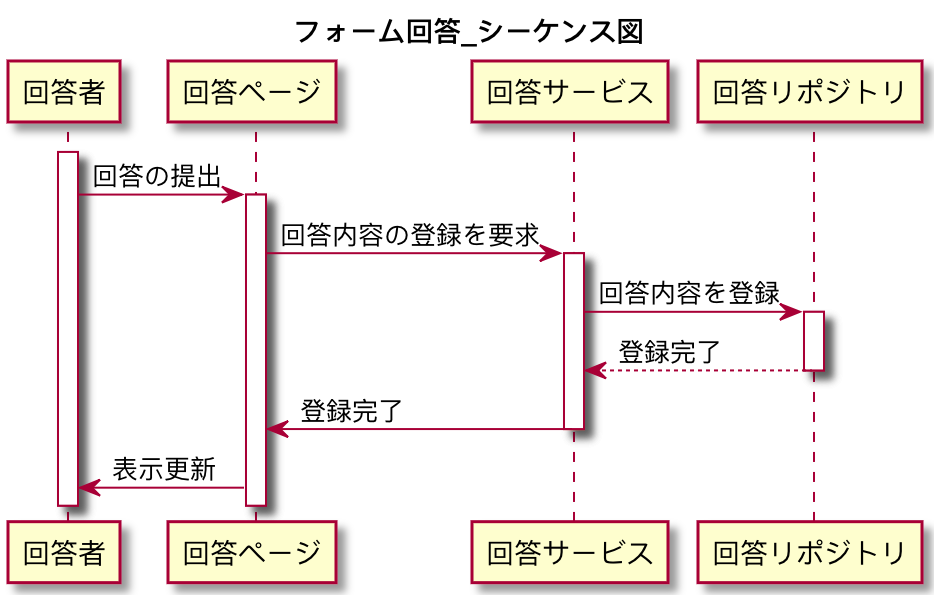 フォーム回答_シーケンス図
回答者
回答ページ
回答サービス
回答リポジトリ
回答の提出
回答内容の登録を要求
回答内容を登録
登録完了
登録完了
表示更新
回答者
回答ページ
回答サービス
回答リポジトリ